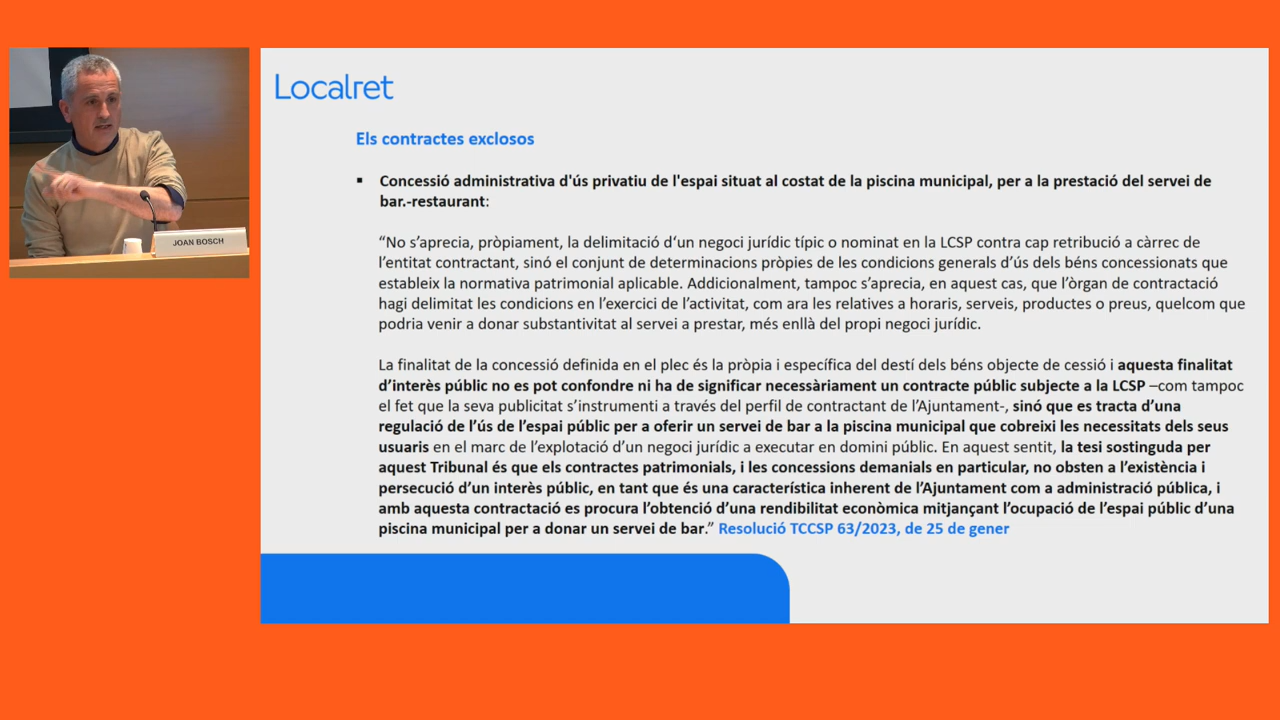 JOAN BOSCH
Localret
Els contractes exclosos
▪ Concessió administrativa d'ús privatiu de l'espai situat al costat de la piscina municipal, per a la prestació del servei de
bar.-restaurant:
“No s’aprecia, pròpiament, la delimitació d‘un negoci jurídic típic o nominat en la LCSP contra cap retribució a càrrec de
l’entitat contractant, sinó el conjunt de determinacions pròpies de les condicions generals d’ús dels béns concessionats que
estableix la normativa patrimonial aplicable. Addicionalment, tampoc s’aprecia, en aquest cas, que l’òrgan de contractació
hagi delimitat les condicions en l’exercici de l’activitat, com ara les relatives a horaris, serveis, productes o preus, quelcom que
podria venir a donar substantivitat al servei a prestar, més enllà del propi negoci jurídic.
La finalitat de la concessió definida en el plec és la pròpia i específica del destí dels béns objecte de cessió i aquesta finalitat
d’interès públic no es pot confondre ni ha de significar necessàriament un contracte públic subjecte a la LCSP –com tampoc
el fet que la seva publicitat s’instrumenti a través del perfil de contractant de l’Ajuntament-, sinó que es tracta d’una
regulació de l’ús de l’espai públic per a oferir un servei de bar a la piscina municipal que cobreixi les necessitats dels seus
usuaris en el marc de l’explotació d’un negoci jurídic a executar en domini públic. En aquest sentit, la tesi sostinguda per
aquest Tribunal és que els contractes patrimonials, i les concessions demanials en particular, no obsten a l’existència i
persecució d’un interès públic, en tant que és una característica inherent de l’Ajuntament com a administració pública, i
amb aquesta contractació es procura l’obtenció d’una rendibilitat econòmica mitjançant l’ocupació de l’espai públic d’una
piscina municipal per a donar un servei de bar.” Resolució TCCSP 63/2023, de 25 de gener